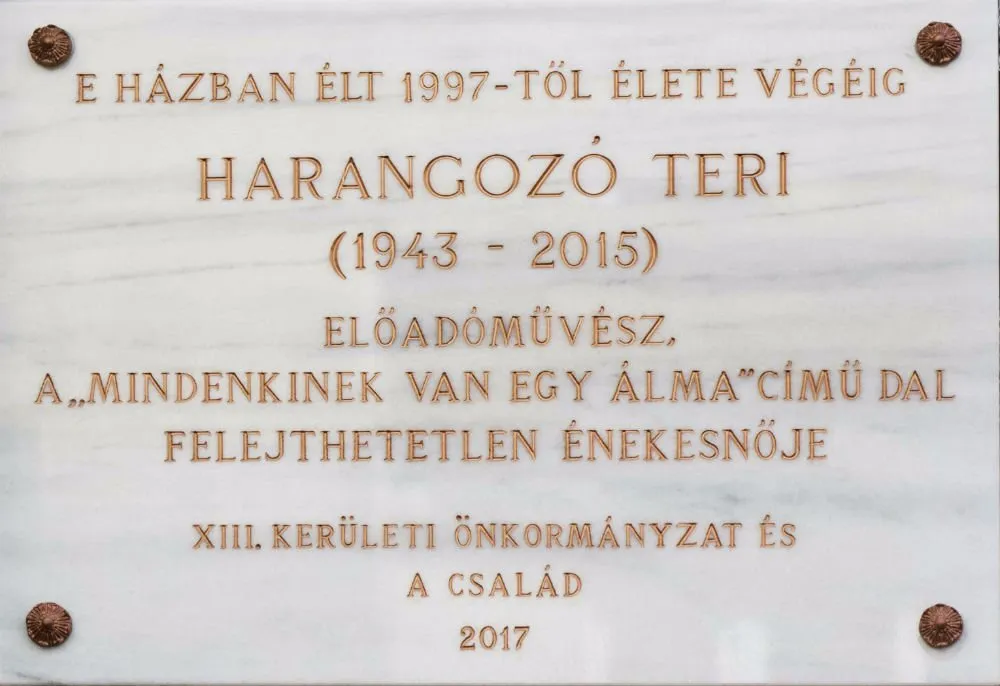 E HÁZBAN ÉLT 1997-TŐL ÉLETE VÉGÉIG
HARANGOZÓ TERI
(1943 - 2015)
ELŐADÓMŰVÉSZ,
A „MINDENKINEK VAN EGY ÁLMA" CÍMŰ DAL
FELEJTHETETLEN ÉNEKESNŐJE
XIII. KERÜLETI ÖNKORMÁNYZAT ÉS
A CSALÁD
2017